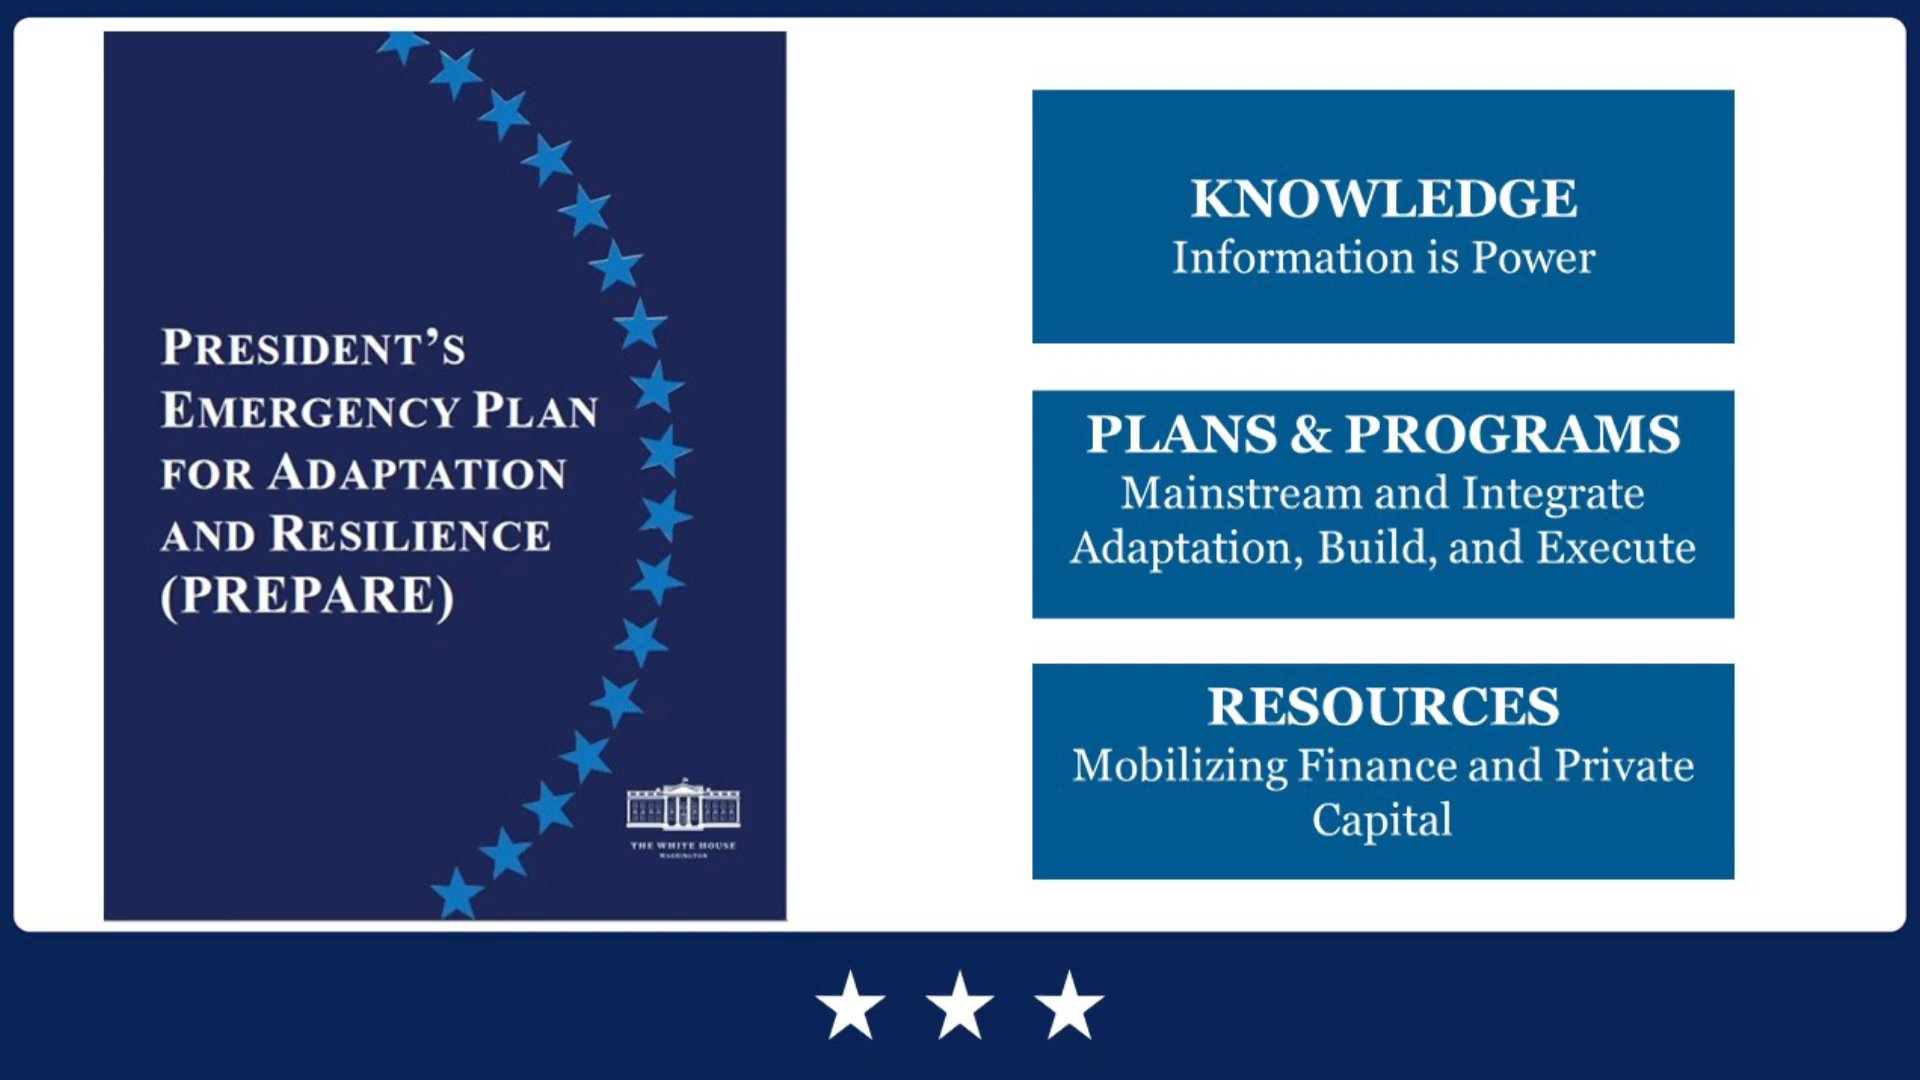 PRESIDENT’S
EMERGENCY PLAN
FOR ADAPTATION
AND RESILIENCE
(PREPARE)
THE WHITE HOUSE
WASHINGTON
KNOWLEDGE
Information is Power
PLANS & PROGRAMS
Mainstream and Integrate
Adaptation, Build, and Execute
RESOURCES
Mobilizing Finance and Private
Capital